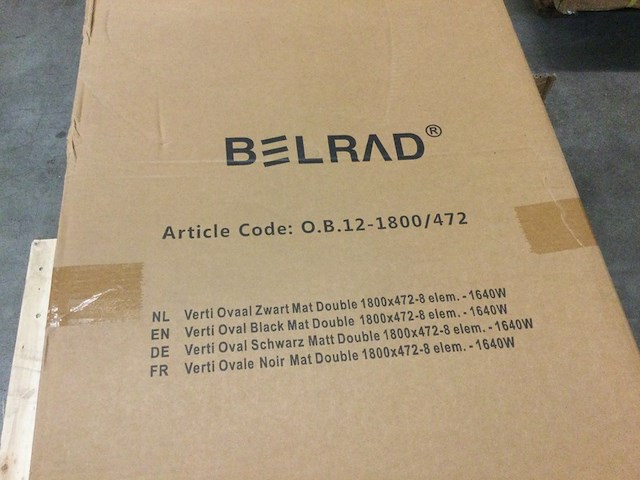 BELRAD®
Article Code: O.B.12-1800/472
NL Verti Ovaal Zwart Mat Double 1800x472-8 elem. - 1640W
EN Verti Oval Black Mat Double 1800x472-8 elem. - 1640W
DE Verti Oval Schwarz Matt Double 1800x472-8 elem. - 1640W
FR Verti Ovale Noir Mat Double 1800x472-8 elem. - 1640W